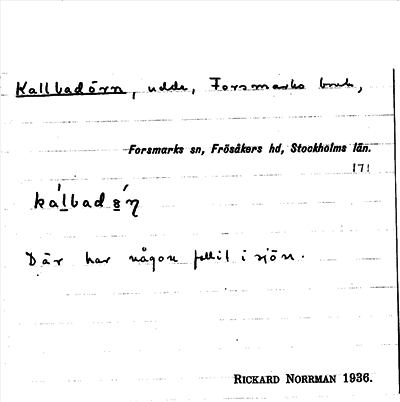 Kallbadörn, udde, Forsmarks bruk,
Forsmarks sn, Frösåkers hd, Stockholms län.
171
Där har någon fallit i sjön.
RICKARD NORRMAN 1936.